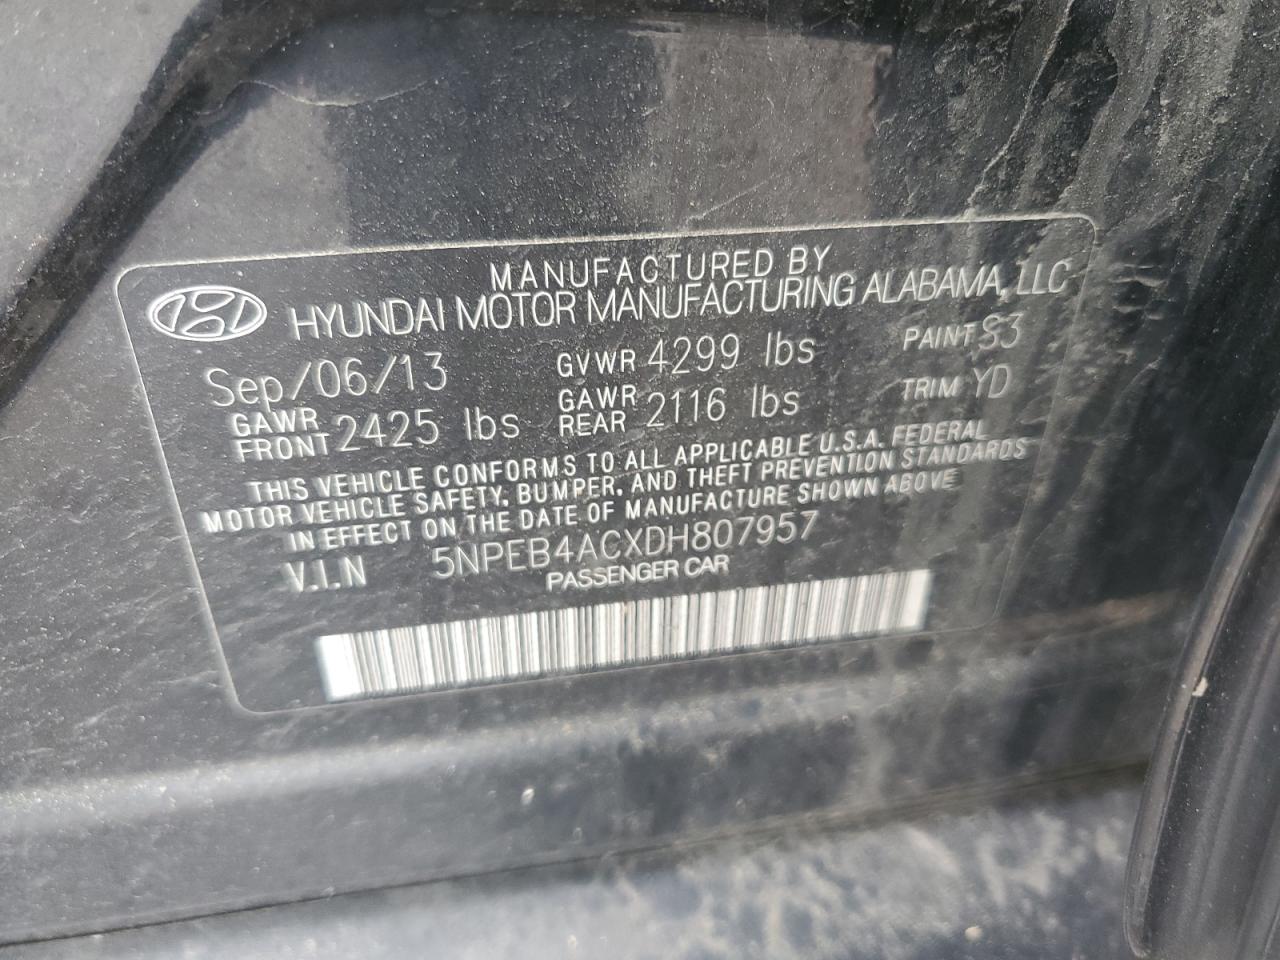 MANUFACTURED BY
HYUNDAI MOTOR MANUFACTURING ALABAMA, LLC
Sep/06/13 GVWR 4299 lbs PAINT S3
GAWR FRONT 2425 lbs GAWR REAR 2116 lbs TRIM YD
THIS VEHICLE CONFORMS TO ALL APPLICABLE U.S.A. FEDERAL
MOTOR VEHICLE SAFETY, BUMPER, AND THEFT PREVENTION STANDARDS
IN EFFECT ON THE DATE OF MANUFACTURE SHOWN ABOVE
V.I.N 5NPEB4ACXDH807957
PASSENGER CAR